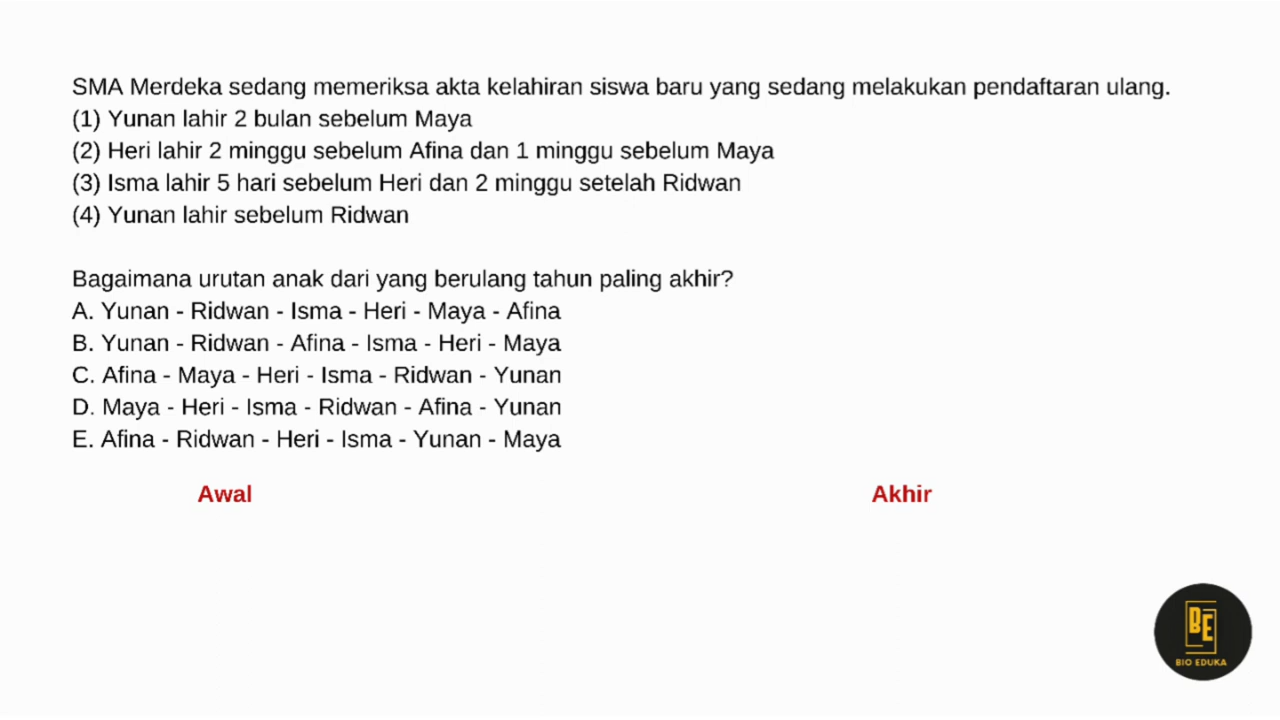 SMA Merdeka sedang memeriksa akta kelahiran siswa baru yang sedang melakukan pendaftaran ulang.
(1) Yunan lahir 2 bulan sebelum Maya
(2) Heri lahir 2 minggu sebelum Afina dan 1 minggu sebelum Maya
(3) Isma lahir 5 hari sebelum Heri dan 2 minggu setelah Ridwan
(4) Yunan lahir sebelum Ridwan
Bagaimana urutan anak dari yang berulang tahun paling akhir?
A. Yunan - Ridwan - Isma - Heri - Maya - Afina
B. Yunan - Ridwan - Afina - Isma - Heri - Maya
C. Afina - Maya - Heri - Isma - Ridwan - Yunan
D. Maya - Heri - Isma - Ridwan - Afina - Yunan
E. Afina - Ridwan - Heri - Isma - Yunan - Maya
Awal Akhir
BE
BIO EDUKA